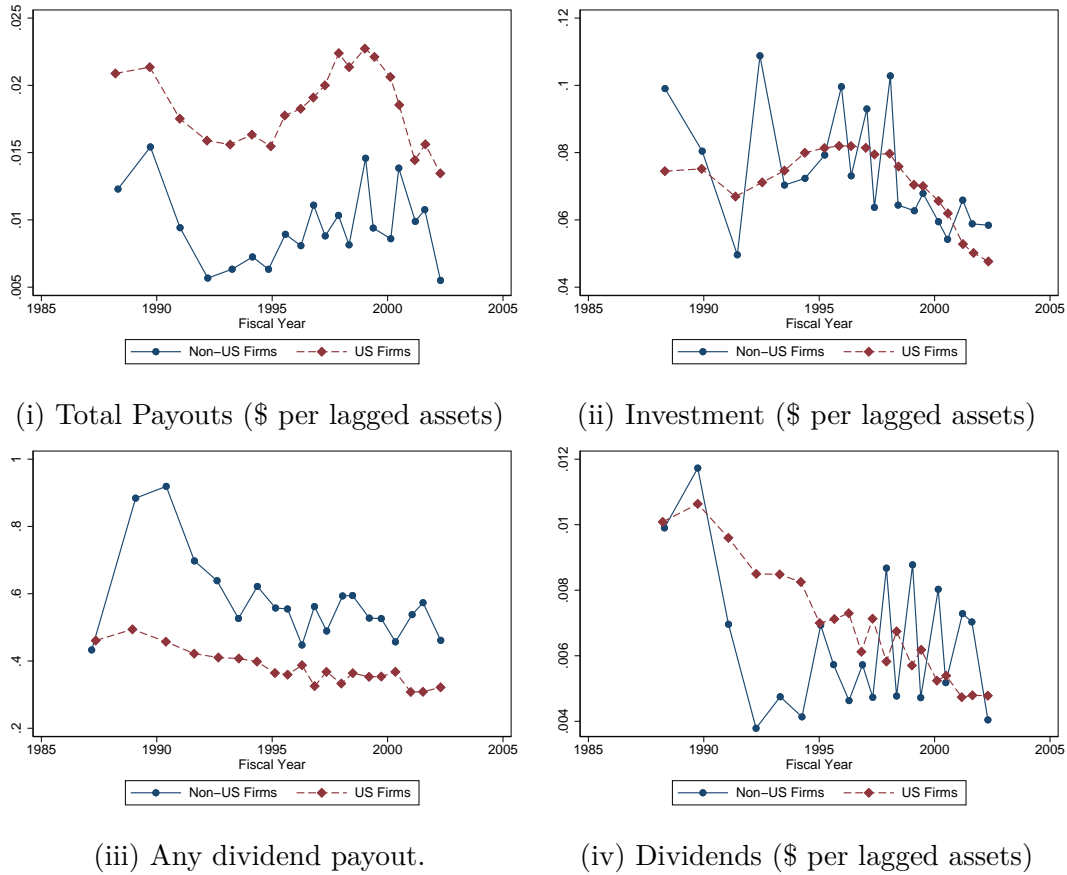 .025
.02
.015
.01
.005
1985 1990 1995 2000 2005
Fiscal Year
Non−US Firms US Firms
(i) Total Payouts ($ per lagged assets)
.12
.1
.08
.06
.04
1985 1990 1995 2000 2005
Fiscal Year
Non−US Firms US Firms
(ii) Investment ($ per lagged assets)
1
.8
.6
.4
.2
1985 1990 1995 2000 2005
Fiscal Year
Non−US Firms US Firms
(iii) Any dividend payout.
.012
.01
.008
.006
.004
1985 1990 1995 2000 2005
Fiscal Year
Non−US Firms US Firms
(iv) Dividends ($ per lagged assets)